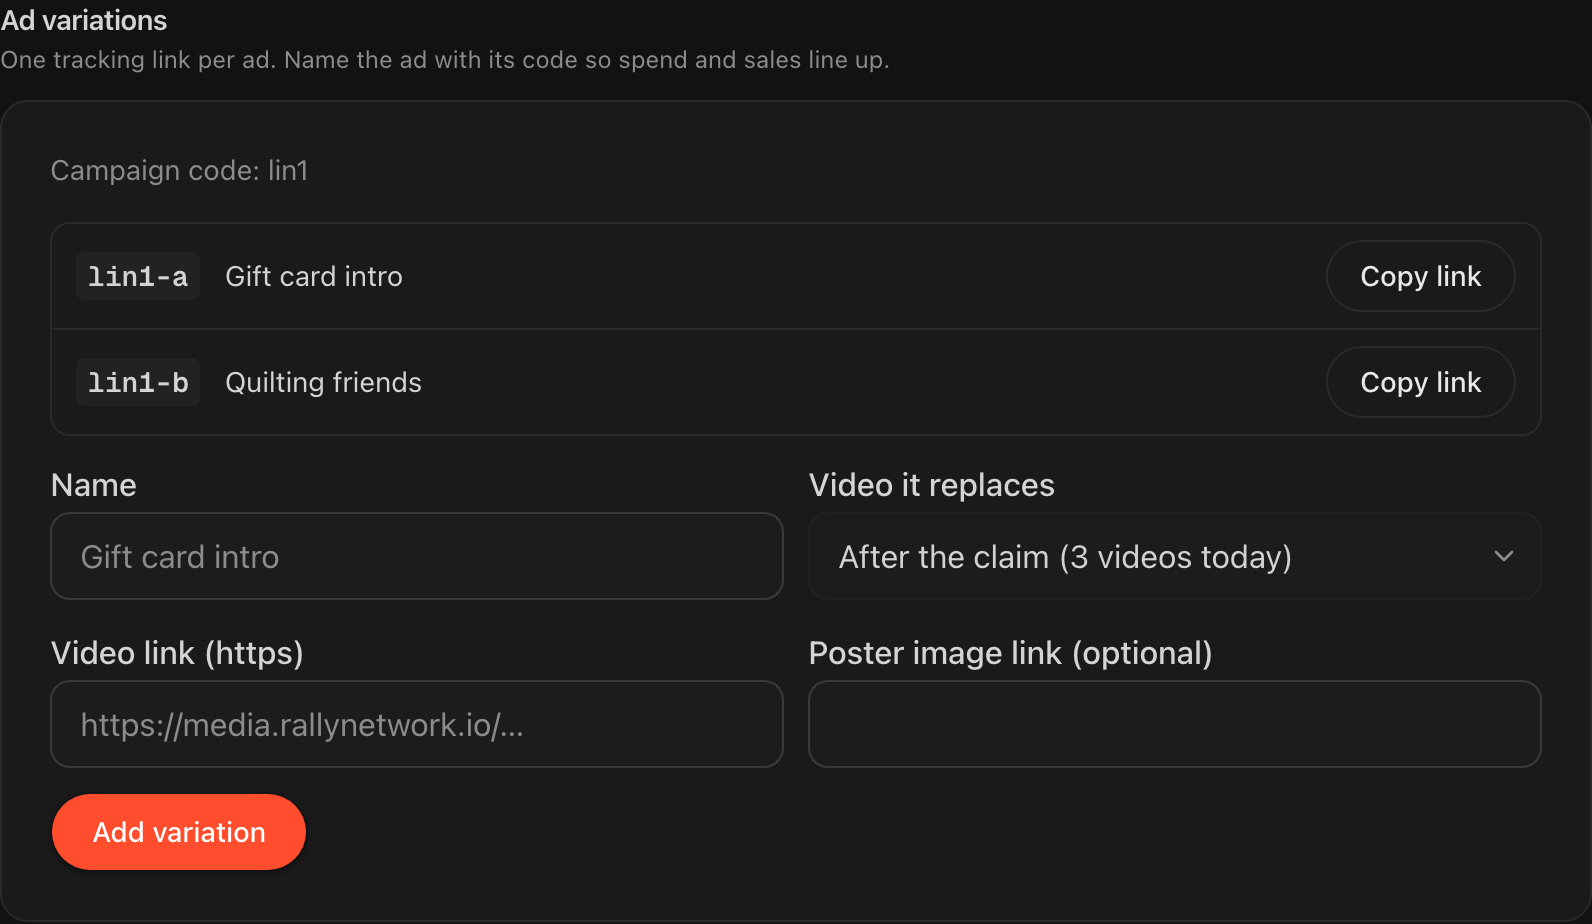 Ad variations
One tracking link per ad. Name the ad with its code so spend and sales line up.
Campaign code: lin1
lin1-a Gift card intro Copy link
lin1-b Quilting friends Copy link
Name Video it replaces
Gift card intro After the claim (3 videos today)
Video link (https) Poster image link (optional)
https://media.rallynetwork.io/...
Add variation